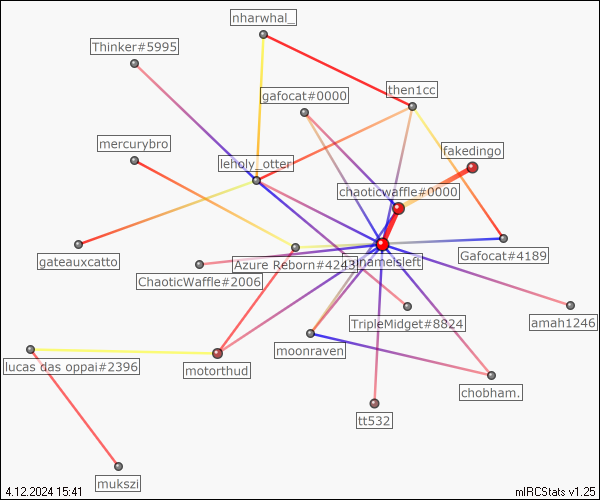 nharwhal_
Thinker#5995
gafocat#0000
then1cc
mercurybro
leholy_otter
fakedingo
chaoticwaffle#0000
gateauxcatto
ChaoticWaffle#2006
Azure Reborn#4243
nameisleft
Gafocat#4189
TripleMidget#8824
amah1246
moonraven
lucas das oppai#2396
motorthud
chobham.
tt532
mukszi
4.12.2024 15:41
mIRCStats v1.25